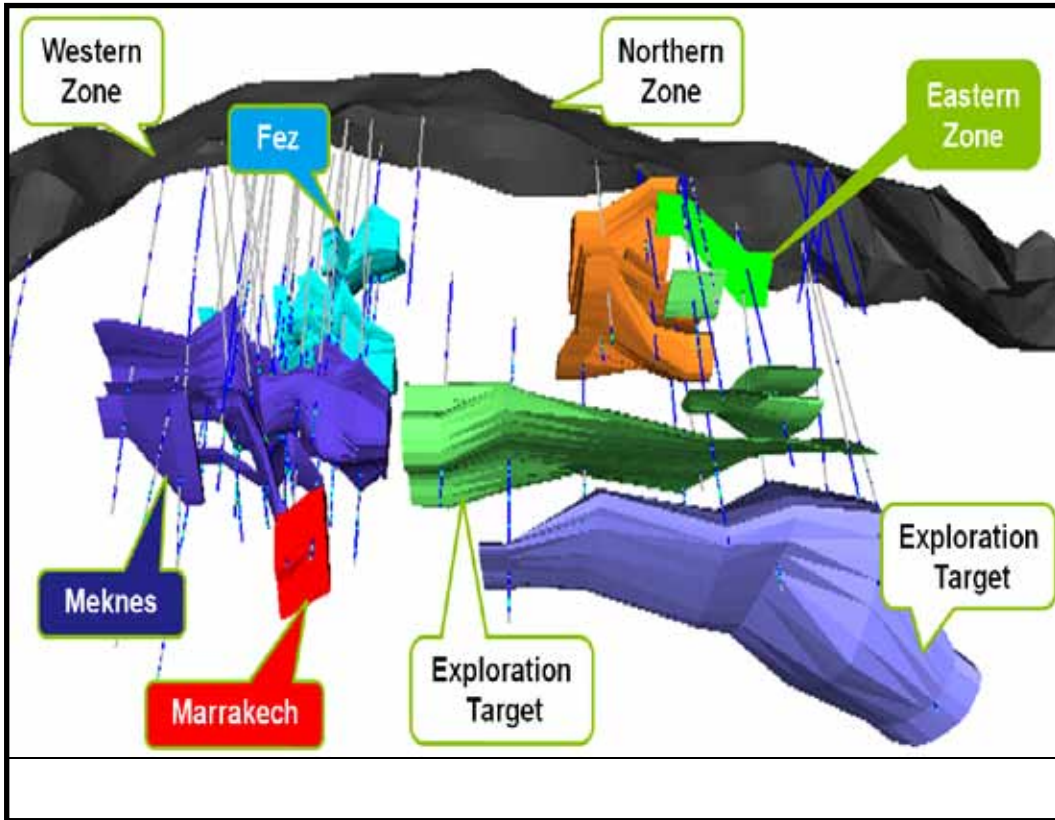 Western
Zone
Northern
Zone
Eastern
Zone
Fez
Meknes
Marrakech
Exploration
Target
Exploration
Target